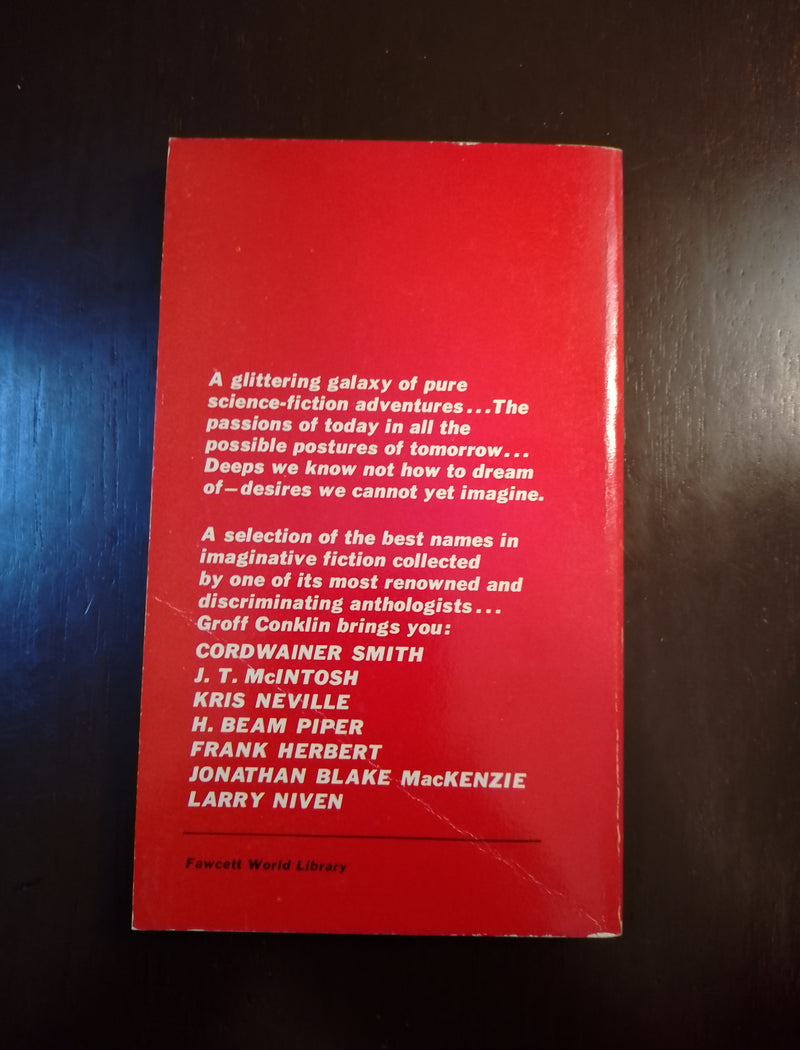 A glittering galaxy of pure
science-fiction adventures...The
passions of today in all the
possible postures of tomorrow...
Deeps we know not how to dream
of—desires we cannot yet imagine.
A selection of the best names in
imaginative fiction collected
by one of its most renowned and
discriminating anthologists...
Groff Conklin brings you:
CORDWAINER SMITH
J. T. McINTOSH
KRIS NEVILLE
H. BEAM PIPER
FRANK HERBERT
JONATHAN BLAKE MacKENZIE
LARRY NIVEN
Fawcett World Library